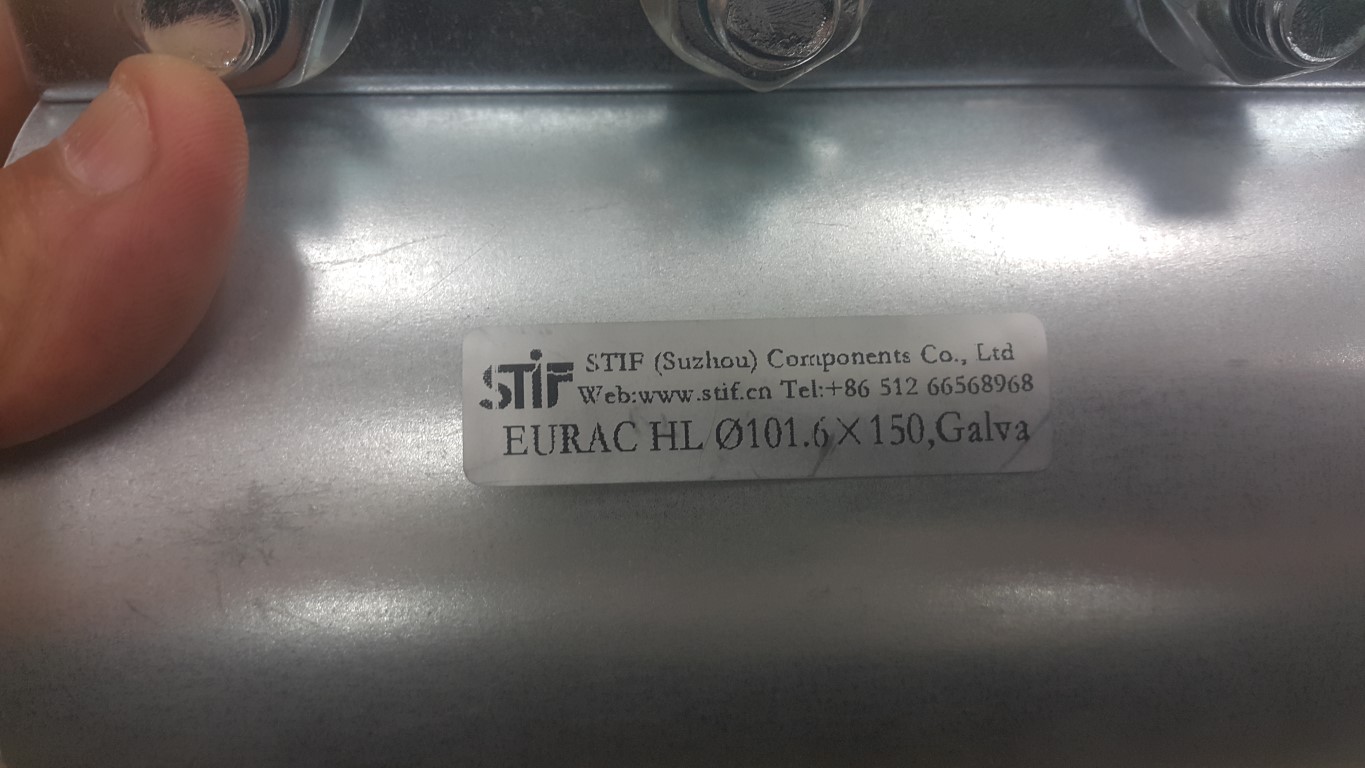 STiF STIF (Suzhou) Components Co., Ltd
Web:www.stif.cn Tel:+86 512 66568968
EURAC HL Ø101.6×150,Galva